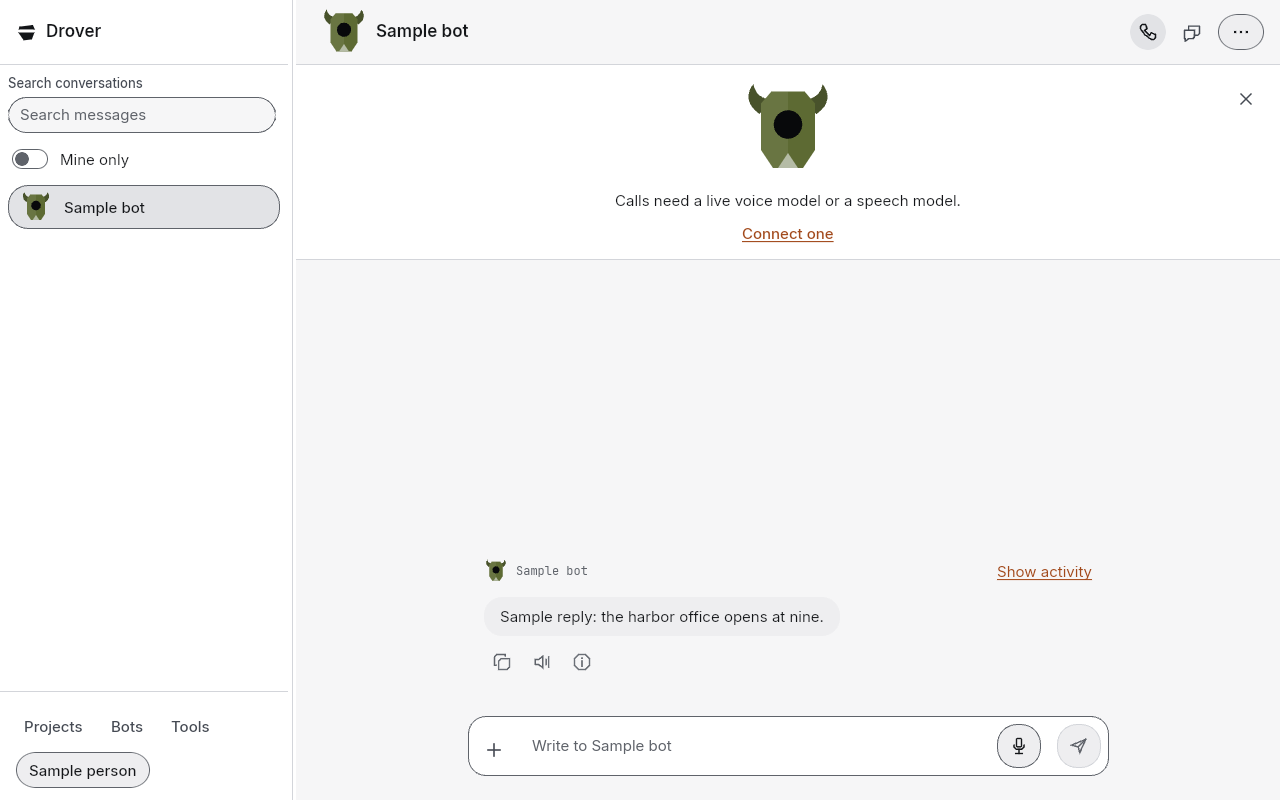 Drover
Search conversations
Search messages
Mine only
Sample bot
Projects
Bots
Tools
Sample person
Sample bot
Calls need a live voice model or a speech model.
Connect one
Sample bot
Show activity
Sample reply: the harbor office opens at nine.
Write to Sample bot